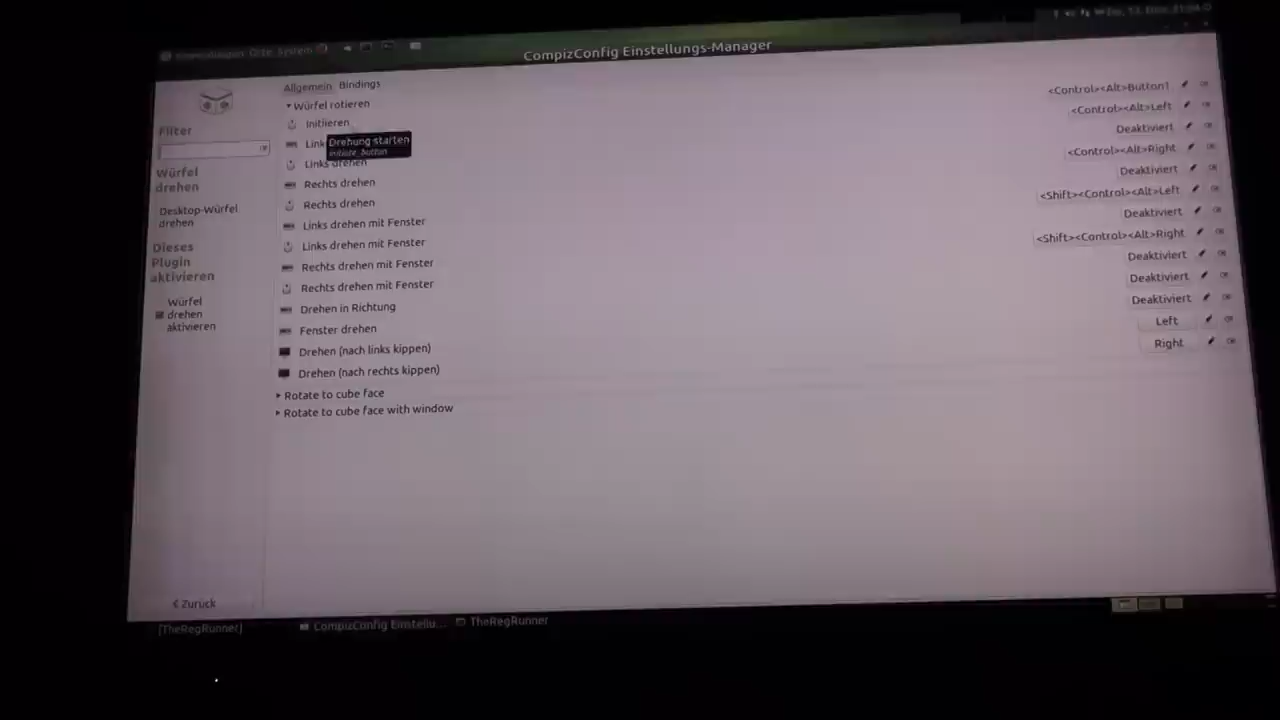 CompizConfig Einstellungs-Manager
Allgemein Bindings
Filter
Würfel
drehen
Desktop-Würfel
drehen
Dieses
Plugin
aktivieren
Würfel
drehen
aktivieren
Zurück
Würfel rotieren
Initiieren
<Control><Alt>Button1
Drehung starten
initiate_button
Link
<Control><Alt>Left
Links drehen
Deaktiviert
Rechts drehen
<Control><Alt>Right
Rechts drehen
Deaktiviert
Links drehen mit Fenster
<Shift><Control><Alt>Left
Links drehen mit Fenster
Deaktiviert
Rechts drehen mit Fenster
<Shift><Control><Alt>Right
Rechts drehen mit Fenster
Deaktiviert
Drehen in Richtung
Deaktiviert
Fenster drehen
Deaktiviert
Drehen (nach links kippen)
Left
Drehen (nach rechts kippen)
Right
Rotate to cube face
Rotate to cube face with window
[TheRegRunner]
CompizConfig Einstellu...
TheRegRunner